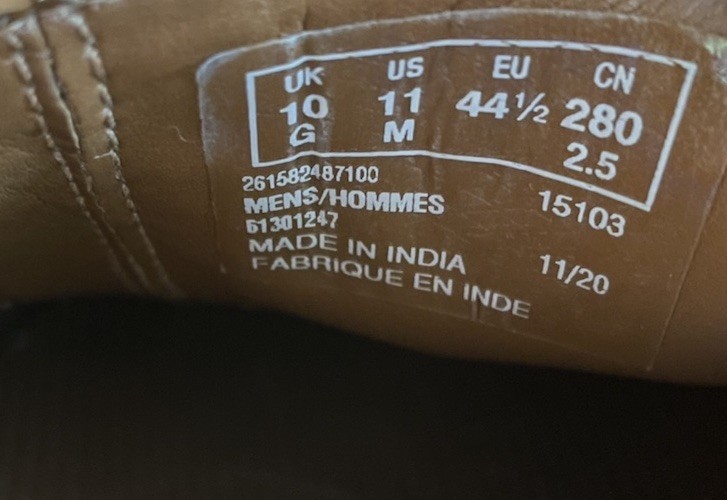 UK US EU CN
10 11 44½ 280
G M 2.5
261582487100
MENS/HOMMES 15103
61301247
MADE IN INDIA 11/20
FABRIQUE EN INDE